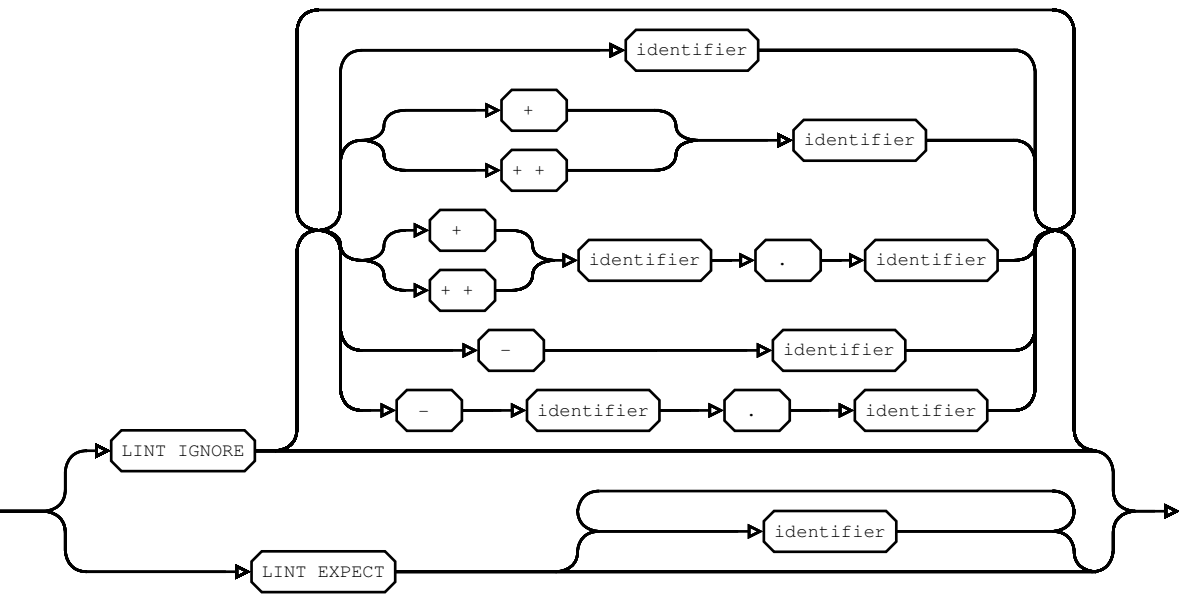 identifier
+
+ + identifier
+
+ + identifier . identifier
- identifier
- identifier . identifier
LINT IGNORE
identifier
LINT EXPECT